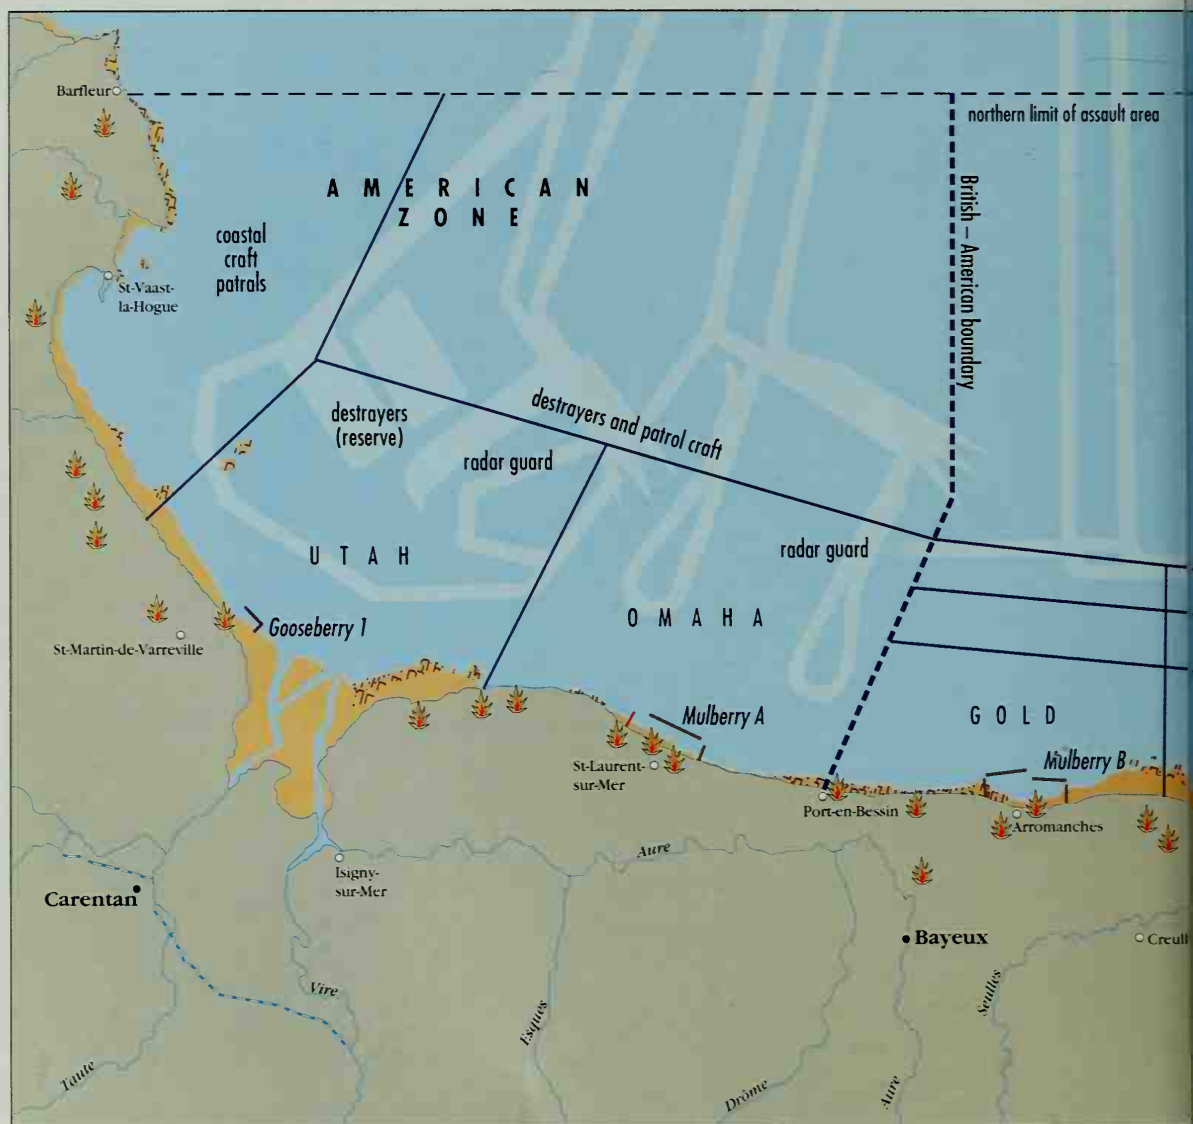 Barfleur
northern limit of assault area
AMERICAN
ZONE
British – American boundary
coastal
craft
patrals
St-Vaast-
la-Hogue
destrayers
(reserve)
destrayers and patrol craft
radar guard
radar guard
UTAH
OMAHA
Gooseberry 1
St-Martin-de-Varreville
Mulberry A
GOLD
Mulberry B
St-Laurent-
sur-Mer
Port-en-Bessin
Arromanches
Aure
Isigny-
sur-Mer
Carentan
Bayeux
Creull
Vire
Esques
Seulles
Taute
Drôme
Aure